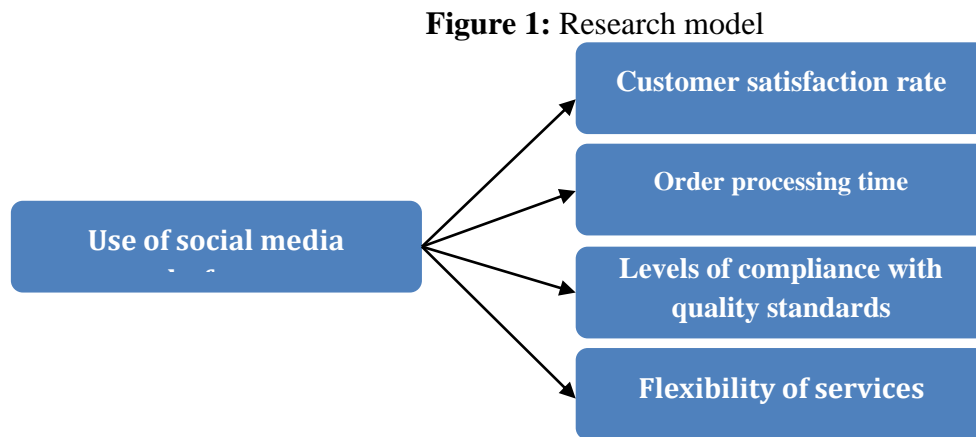 Figure 1: Research model
Customer satisfaction rate
Order processing time
Use of social media
Levels of compliance with
quality standards
Flexibility of services